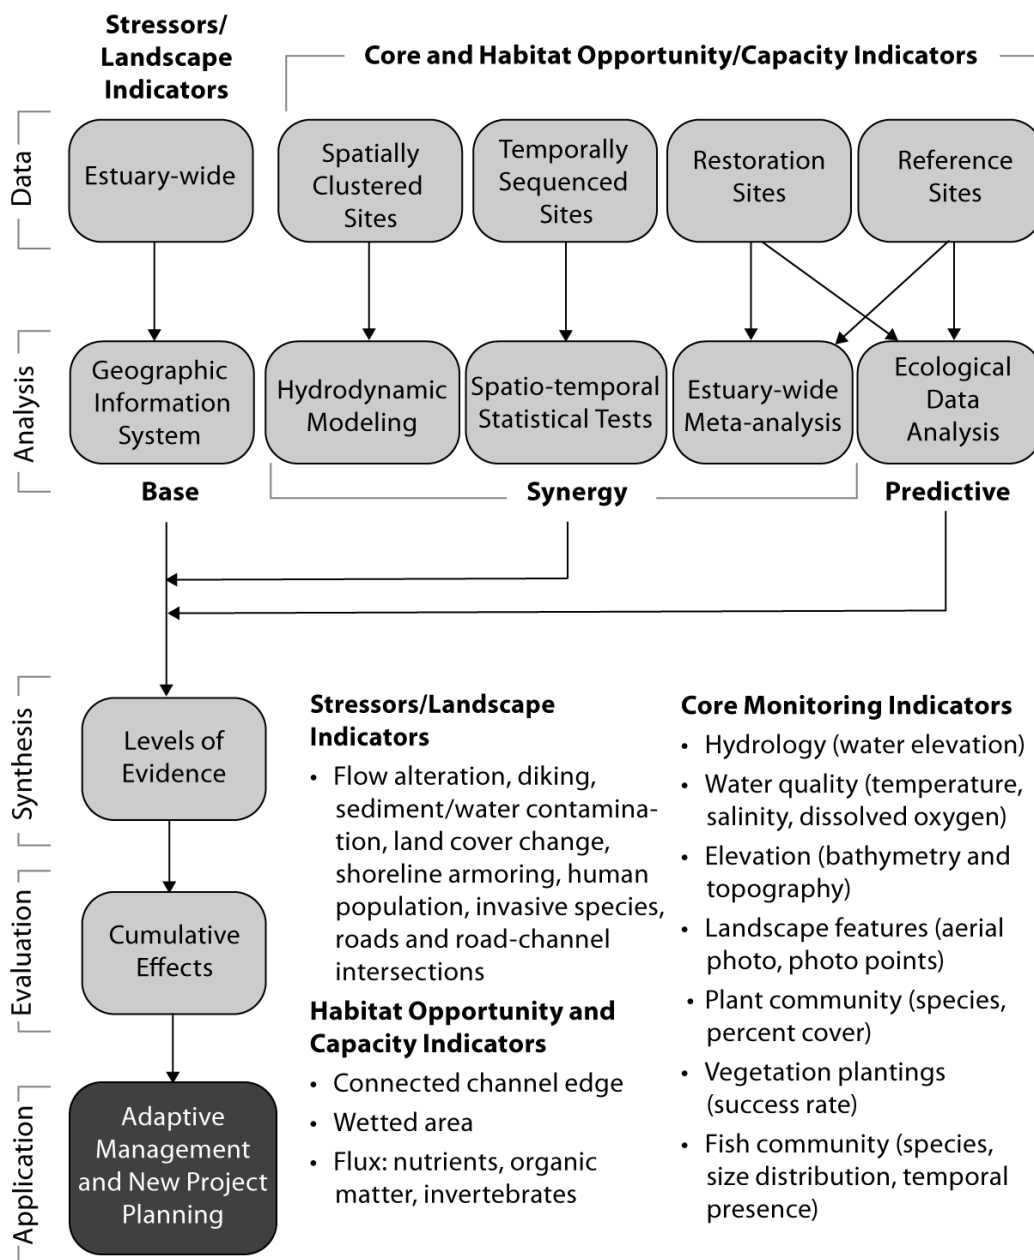 Stressors/
Landscape
Indicators
Core and Habitat Opportunity/Capacity Indicators
Data
Estuary-wide
Spatially
Clustered
Sites
Temporally
Sequenced
Sites
Restoration
Sites
Reference
Sites
Analysis
Geographic
Information
System
Hydrodynamic
Modeling
Spatio-temporal
Statistical Tests
Estuary-wide
Meta-analysis
Ecological
Data
Analysis
Base
Synergy
Predictive
Synthesis
Levels of
Evidence
Evaluation
Cumulative
Effects
Application
Adaptive
Management
and New Project
Planning
Stressors/Landscape
Indicators
• Flow alteration, diking,
sediment/water contamina-
tion, land cover change,
shoreline armoring, human
population, invasive species,
roads and road-channel
intersections
Habitat Opportunity and
Capacity Indicators
• Connected channel edge
• Wetted area
• Flux: nutrients, organic
matter, invertebrates
Core Monitoring Indicators
• Hydrology (water elevation)
• Water quality (temperature,
salinity, dissolved oxygen)
• Elevation (bathymetry and
topography)
• Landscape features (aerial
photo, photo points)
• Plant community (species,
percent cover)
• Vegetation plantings
(success rate)
• Fish community (species,
size distribution, temporal
presence)